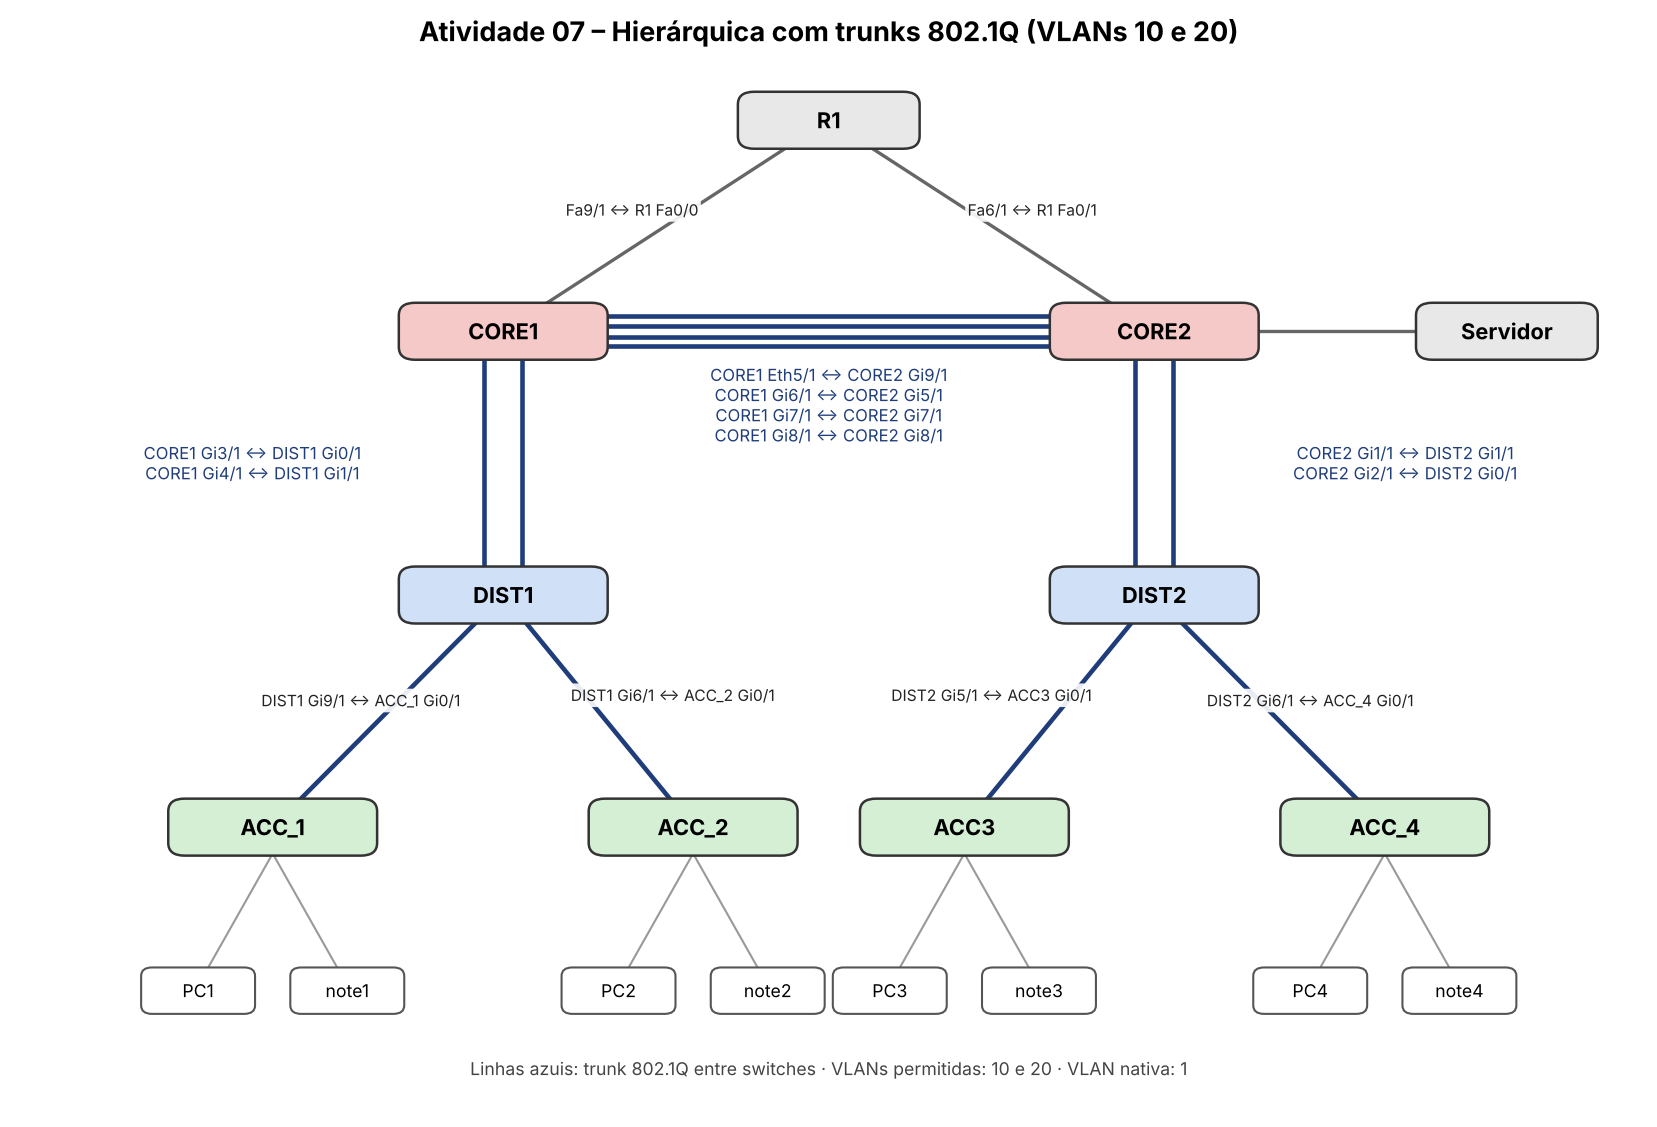 Atividade 07 – Hierárquica com trunks 802.1Q (VLANs 10 e 20)
R1
Fa9/1 ↔ R1 Fa0/0
Fa6/1 ↔ R1 Fa0/1
CORE1
CORE2
Servidor
CORE1 Eth5/1 ↔ CORE2 Gi9/1
CORE1 Gi6/1 ↔ CORE2 Gi5/1
CORE1 Gi7/1 ↔ CORE2 Gi7/1
CORE1 Gi8/1 ↔ CORE2 Gi8/1
CORE1 Gi3/1 ↔ DIST1 Gi0/1
CORE1 Gi4/1 ↔ DIST1 Gi1/1
CORE2 Gi1/1 ↔ DIST2 Gi1/1
CORE2 Gi2/1 ↔ DIST2 Gi0/1
DIST1
DIST2
DIST1 Gi9/1 ↔ ACC_1 Gi0/1
DIST1 Gi6/1 ↔ ACC_2 Gi0/1
DIST2 Gi5/1 ↔ ACC3 Gi0/1
DIST2 Gi6/1 ↔ ACC_4 Gi0/1
ACC_1
ACC_2
ACC3
ACC_4
PC1
note1
PC2
note2
PC3
note3
PC4
note4
Linhas azuis: trunk 802.1Q entre switches · VLANs permitidas: 10 e 20 · VLAN nativa: 1